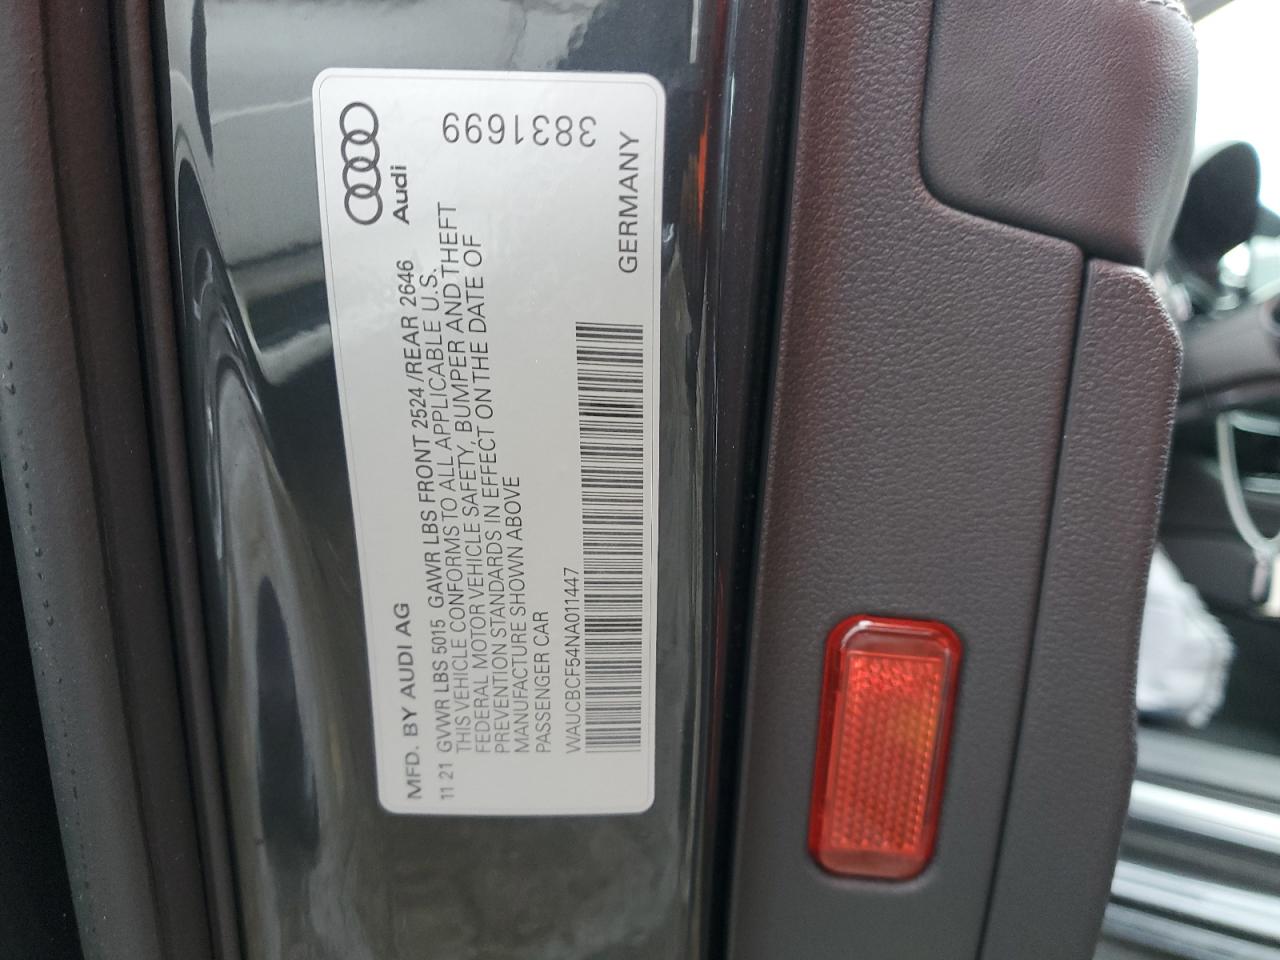 MFD. BY AUDI AG
Audi
11 21 GVWR LBS 5015 GAWR LBS FRONT 2524 /REAR 2646
THIS VEHICLE CONFORMS TO ALL APPLICABLE U.S.
FEDERAL MOTOR VEHICLE SAFETY, BUMPER AND THEFT
PREVENTION STANDARDS IN EFFECT ON THE DATE OF
MANUFACTURE SHOWN ABOVE
PASSENGER CAR
WAUCBCF54NA011447
GERMANY
3831699